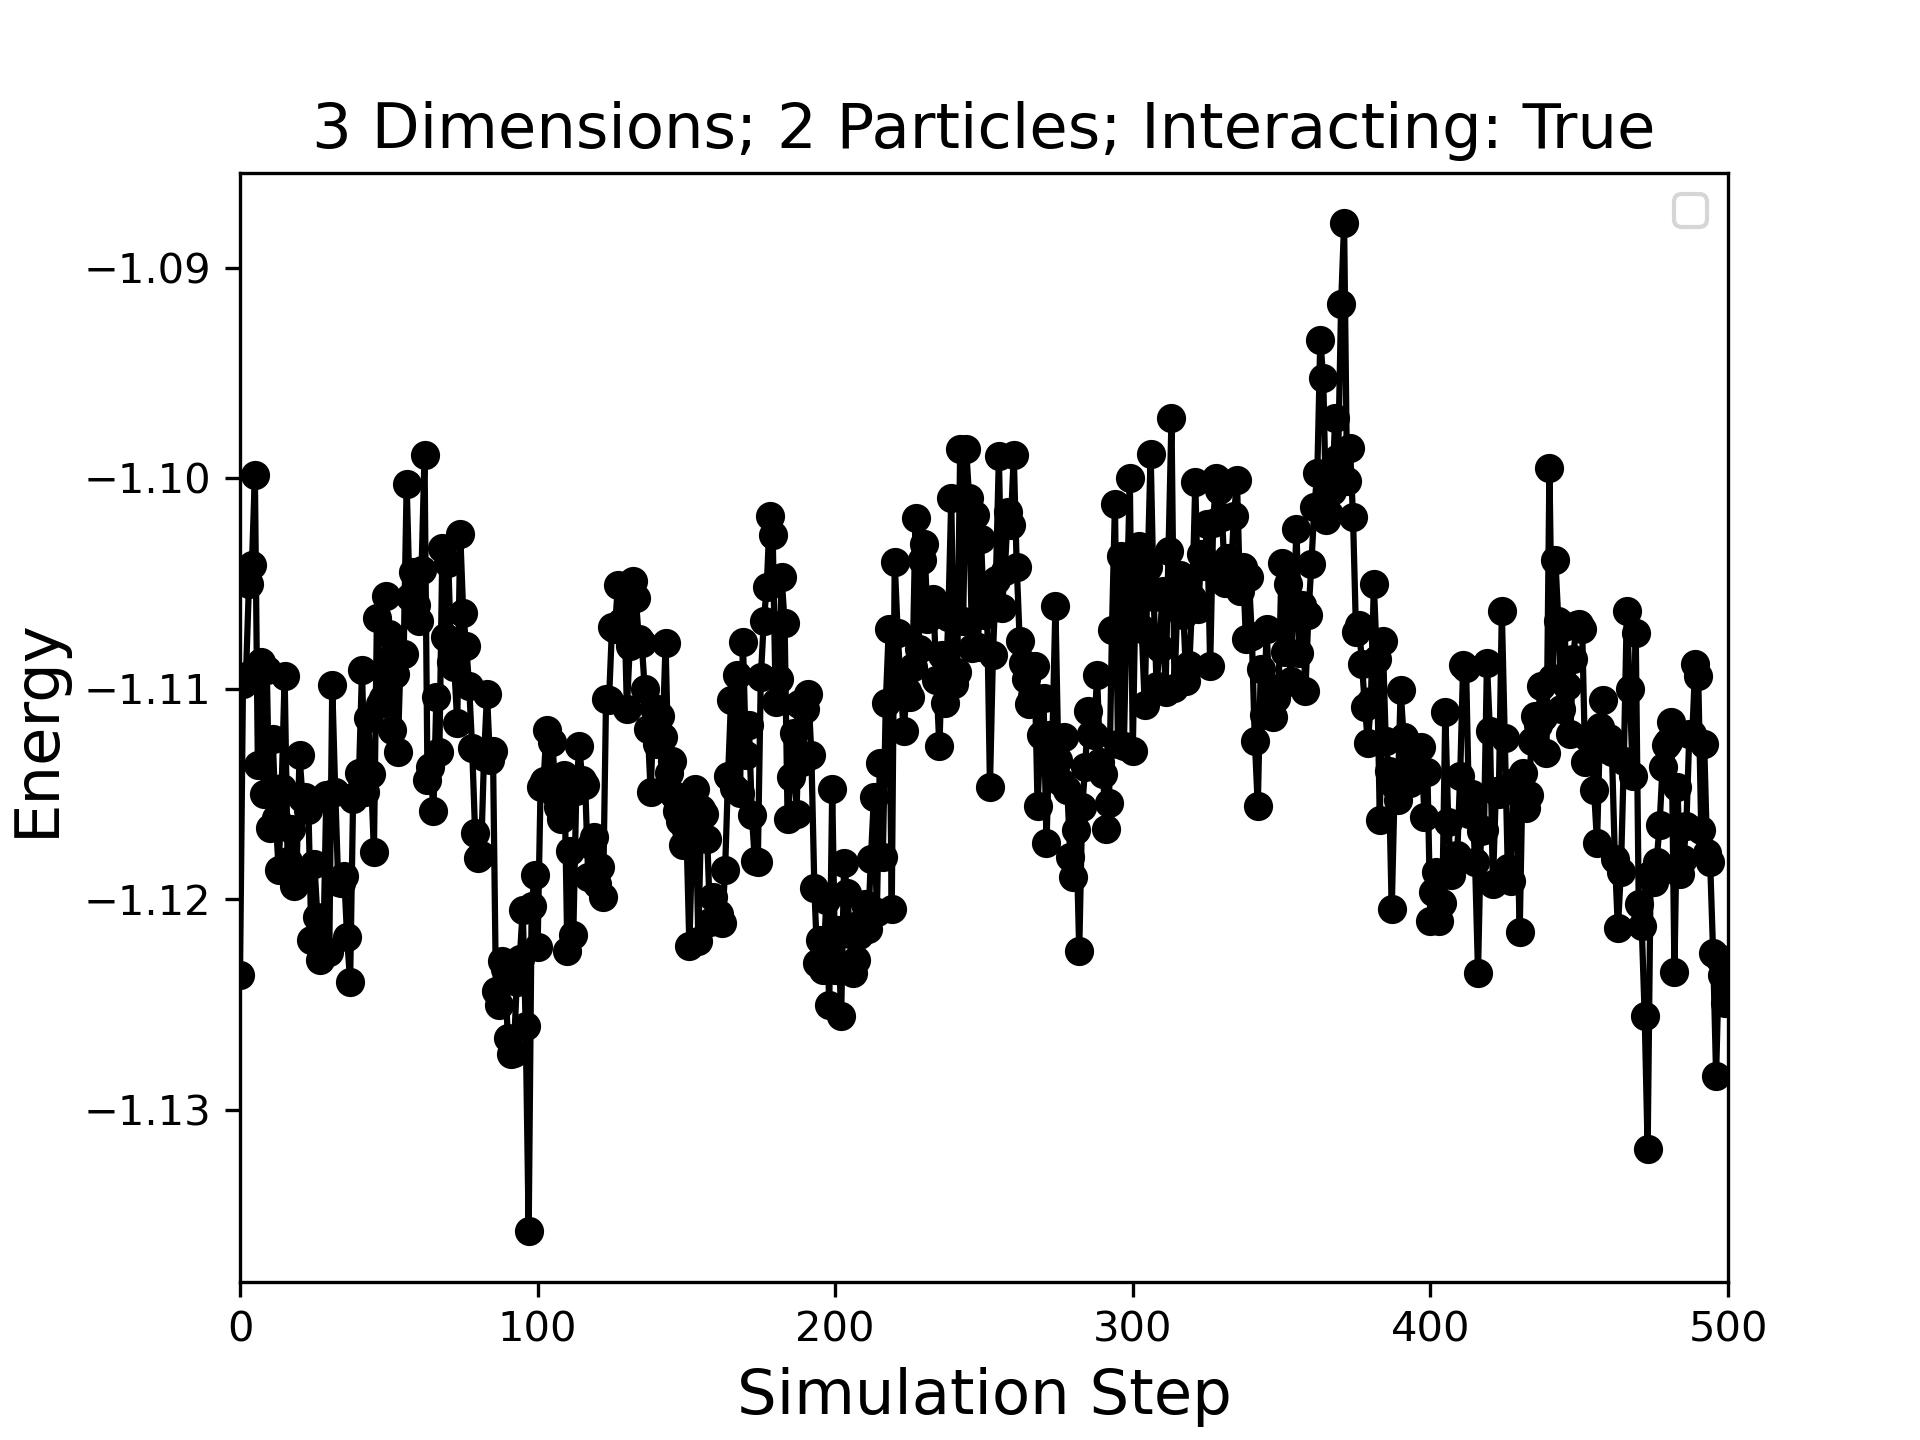 3 Dimensions; 2 Particles; Interacting: True
Energy
−1.09
−1.10
−1.11
−1.12
−1.13
0 100 200 300 400 500
Simulation Step